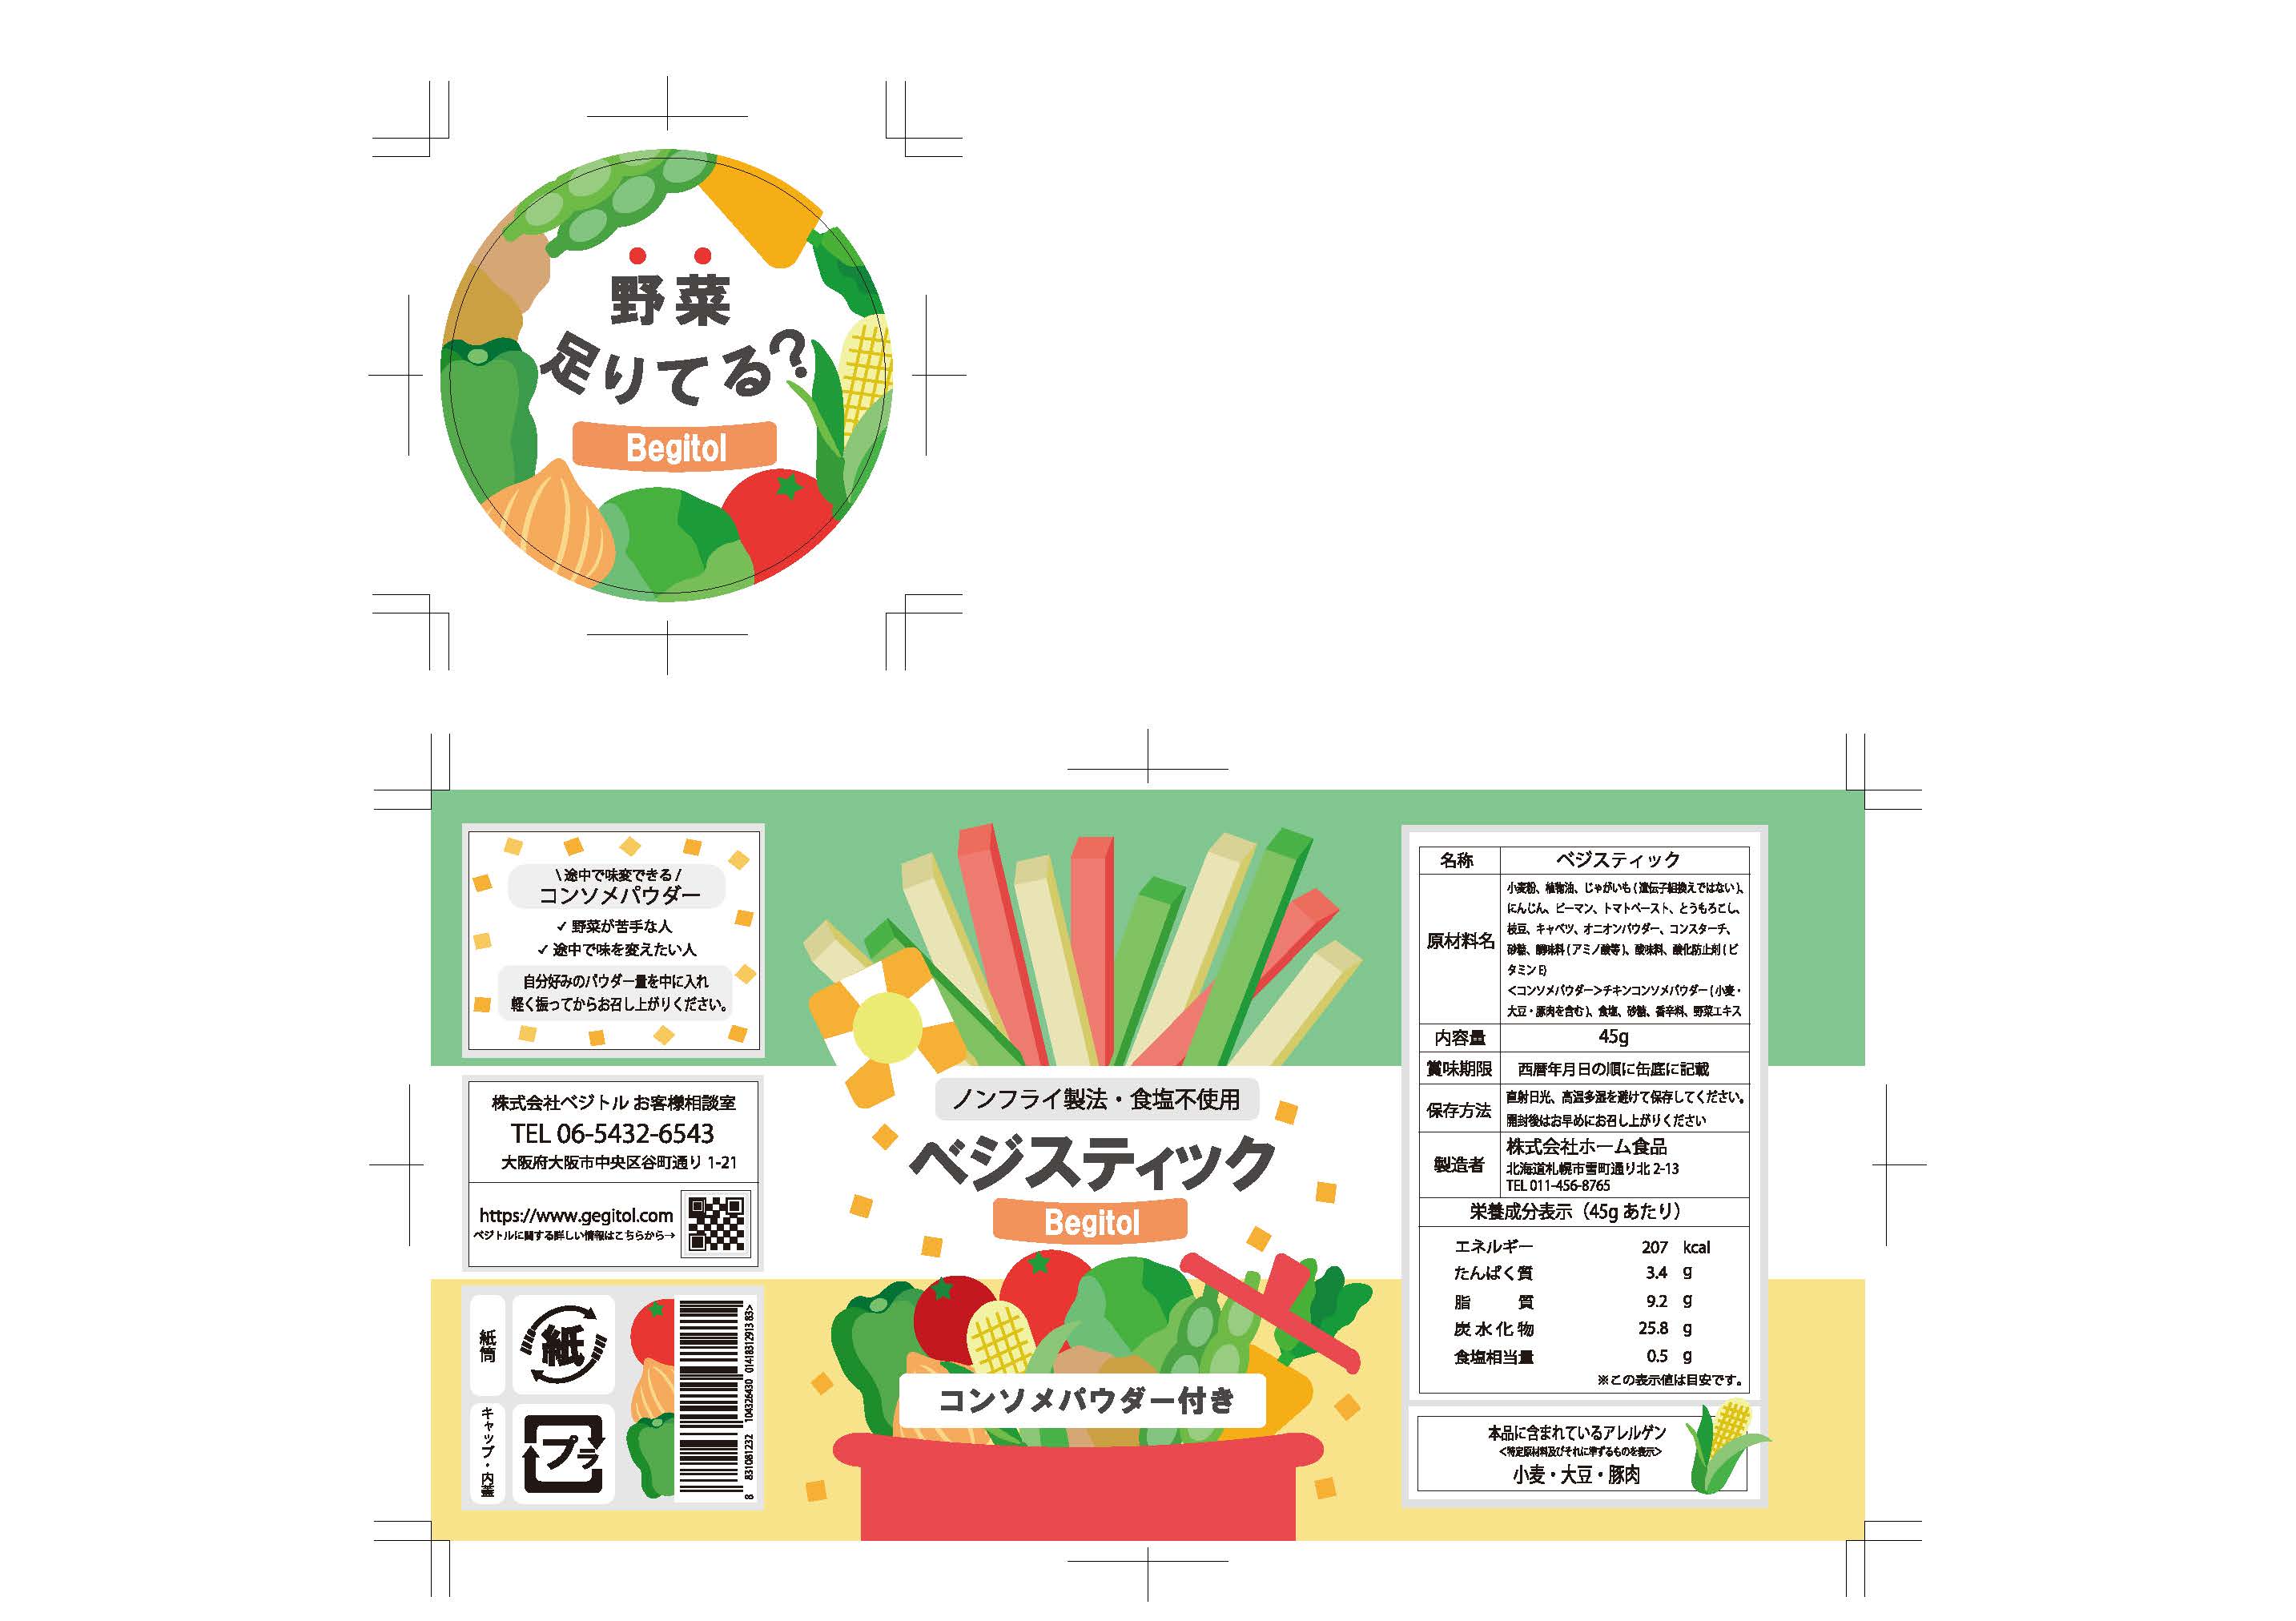 野菜
足りてる?
Begitol
\ 途中で味変できる /
コンソメパウダー
✓ 野菜が苦手な人
✓ 途中で味を変えたい人
自分好みのパウダー量を中に入れ
軽く振ってからお召し上がりください。
株式会社ベジトル お客様相談室
TEL 06-5432-6543
大阪府大阪市中央区谷町通り 1-21
https://www.gegitol.com
ベジトルに関する詳しい情報はこちらから→
紙筒
紙
キャップ・内蓋
プラ
8 831081232 104326430 0141831291383>
ノンフライ製法・食塩不使用
ベジスティック
Begitol
コンソメパウダー付き
名称 ベジスティック
原材料名
小麦粉、植物油、じゃがいも(遺伝子組換えではない)、
にんじん、ピーマン、トマトペースト、とうもろこし、
枝豆、キャベツ、オニオンパウダー、コンスターチ、
砂糖、調味料(アミノ酸等)、酸味料、酸化防止剤(ビ
タミンE)
<コンソメパウダー>チキンコンソメパウダー(小麦・
大豆・豚肉を含む)、食塩、砂糖、香辛料、野菜エキス
内容量 45g
賞味期限 西暦年月日の順に缶底に記載
保存方法
直射日光、高温多湿を避けて保存してください。
開封後はお早めにお召し上がりください
製造者
株式会社ホーム食品
北海道札幌市雪町通り北 2-13
TEL 011-456-8765
栄養成分表示(45g あたり)
エネルギー 207 kcal
たんぱく質 3.4 g
脂質 9.2 g
炭水化物 25.8 g
食塩相当量 0.5 g
※この表示値は目安です。
本品に含まれているアレルゲン
<特定原材料及びそれに準ずるものを表示>
小麦・大豆・豚肉